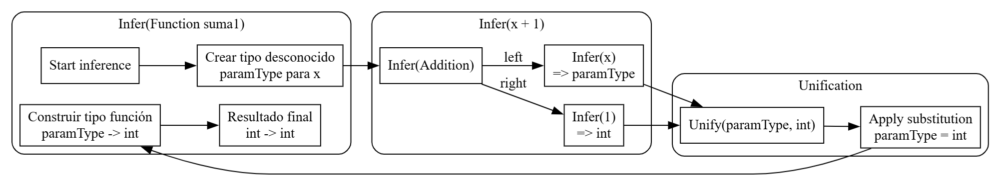 Infer(Function suma1)
Start inference
Crear tipo desconocido
paramType para x
Construir tipo función
paramType -> int
Resultado final
int -> int
Infer(x + 1)
Infer(Addition)
left
right
Infer(x)
=> paramType
Infer(1)
=> int
Unification
Unify(paramType, int)
Apply substitution
paramType = int